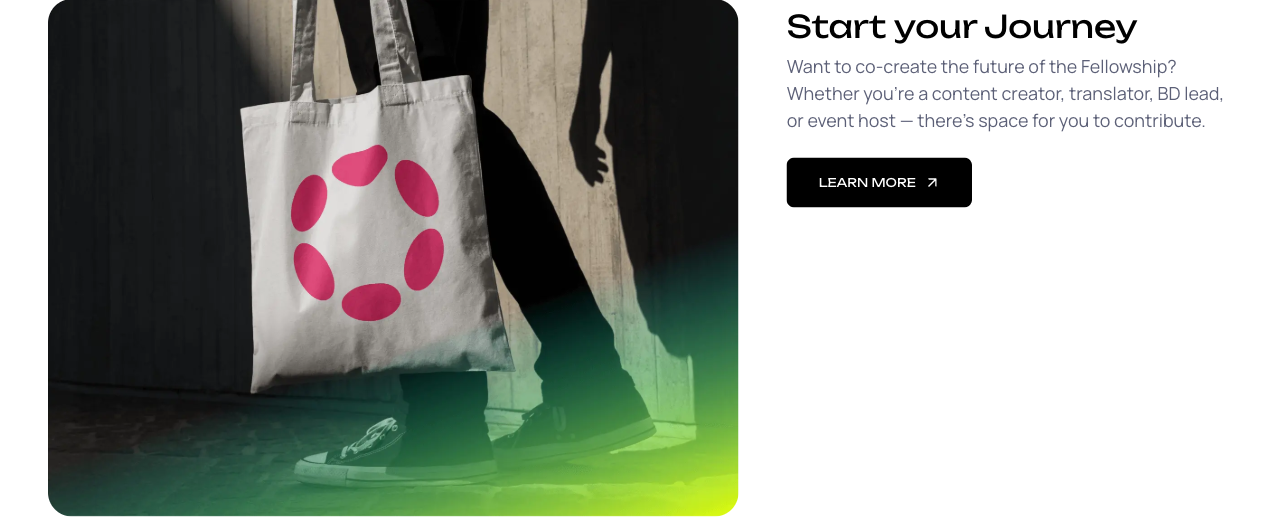 Start your Journey
Want to co-create the future of the Fellowship?
Whether you’re a content creator, translator, BD lead,
or event host — there’s space for you to contribute.
LEARN MORE